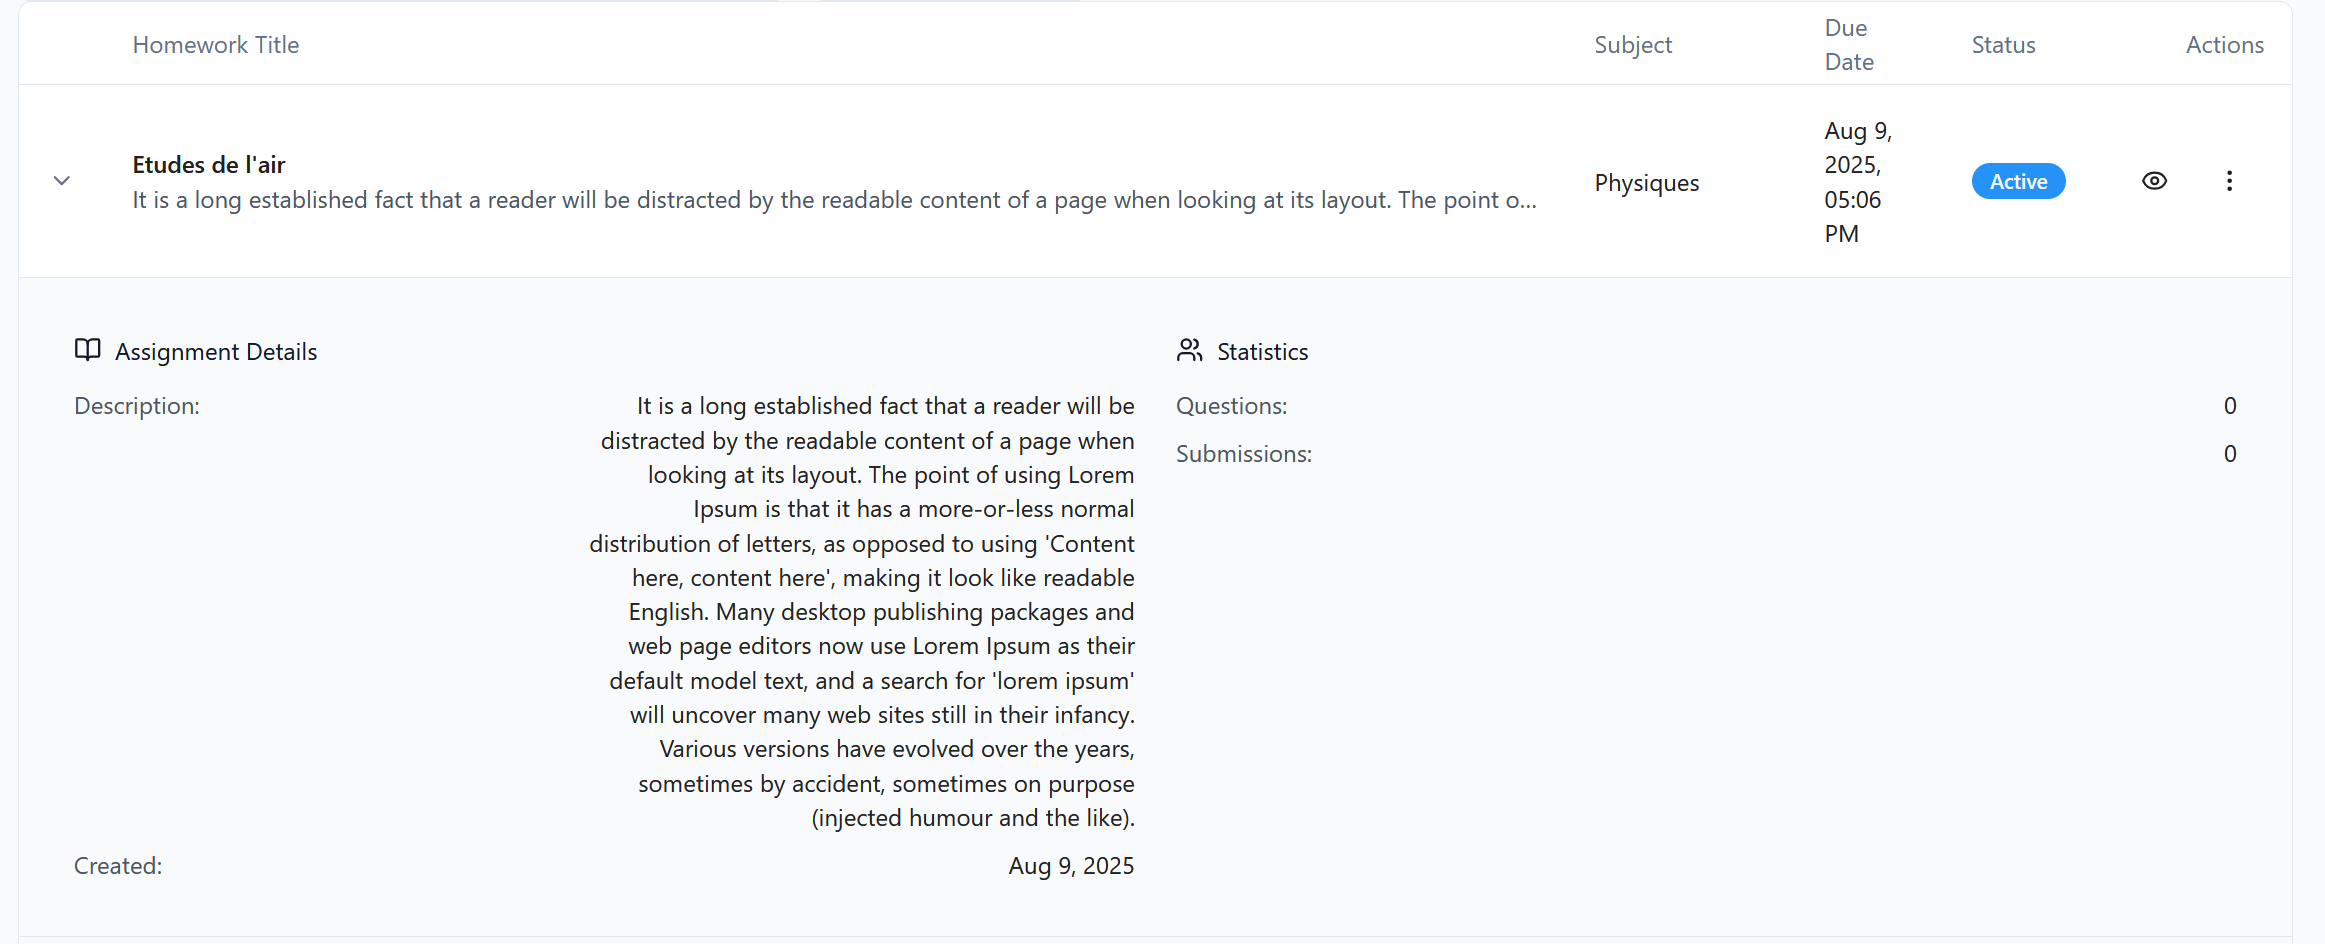 Homework Title
Subject
Due
Date
Status
Actions
Etudes de l'air
It is a long established fact that a reader will be distracted by the readable content of a page when looking at its layout. The point o...
Physiques
Aug 9,
2025,
05:06
PM
Active
Assignment Details
Description:
It is a long established fact that a reader will be
distracted by the readable content of a page when
looking at its layout. The point of using Lorem
Ipsum is that it has a more-or-less normal
distribution of letters, as opposed to using 'Content
here, content here', making it look like readable
English. Many desktop publishing packages and
web page editors now use Lorem Ipsum as their
default model text, and a search for 'lorem ipsum'
will uncover many web sites still in their infancy.
Various versions have evolved over the years,
sometimes by accident, sometimes on purpose
(injected humour and the like).
Created:
Aug 9, 2025
Statistics
Questions:
0
Submissions:
0